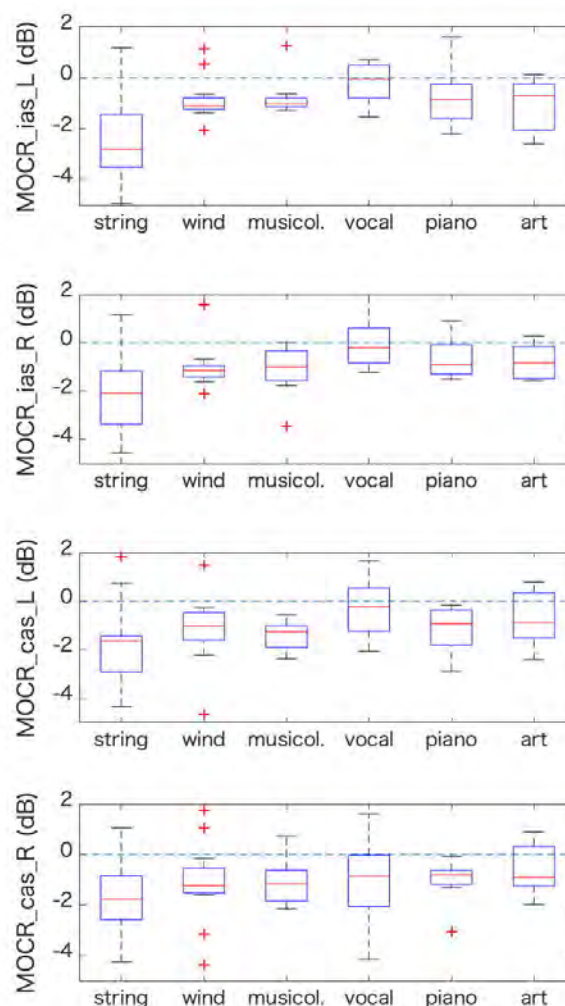 MOCR_ias_L (dB)
2
0
-2
-4
string wind musicol. vocal piano art
MOCR_ias_R (dB)
2
0
-2
-4
string wind musicol. vocal piano art
MOCR_cas_L (dB)
2
0
-2
-4
string wind musicol. vocal piano art
MOCR_cas_R (dB)
2
0
-2
-4
string wind musicol. vocal piano art